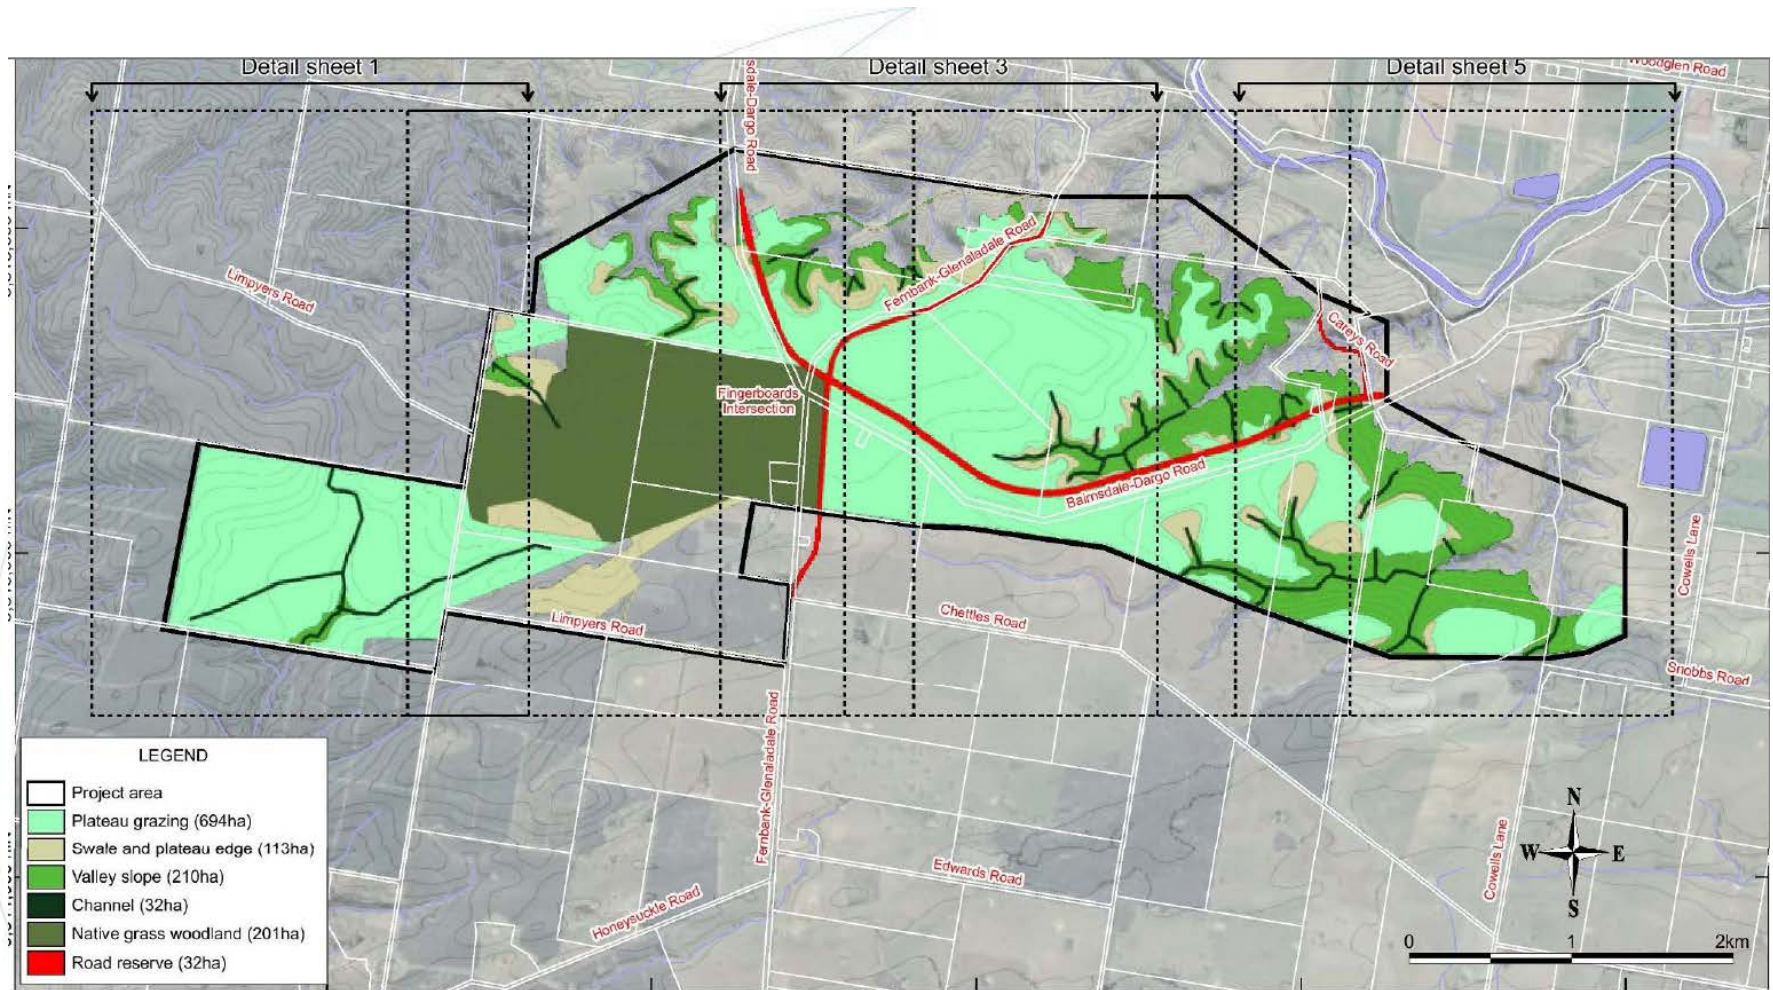 Detail sheet 1
Detail sheet 3
Detail sheet 5
Woodglen Road
sdale-Dargo Road
Limpyers Road
Fernbank-Glenaladale Road
Careys Road
Fingerboards
Intersection
Bairnsdale-Dargo Road
Cowells Lane
Chettles Road
Limpyers Road
Snobbs Road
Fernbank-Glenaladale Road
LEGEND
Project area
Plateau grazing (694ha)
Swale and plateau edge (113ha)
Valley slope (210ha)
Channel (32ha)
Native grass woodland (201ha)
Road reserve (32ha)
Honeysuckle Road
Edwards Road
Cowells Lane
N
W E
S
0 1 2km